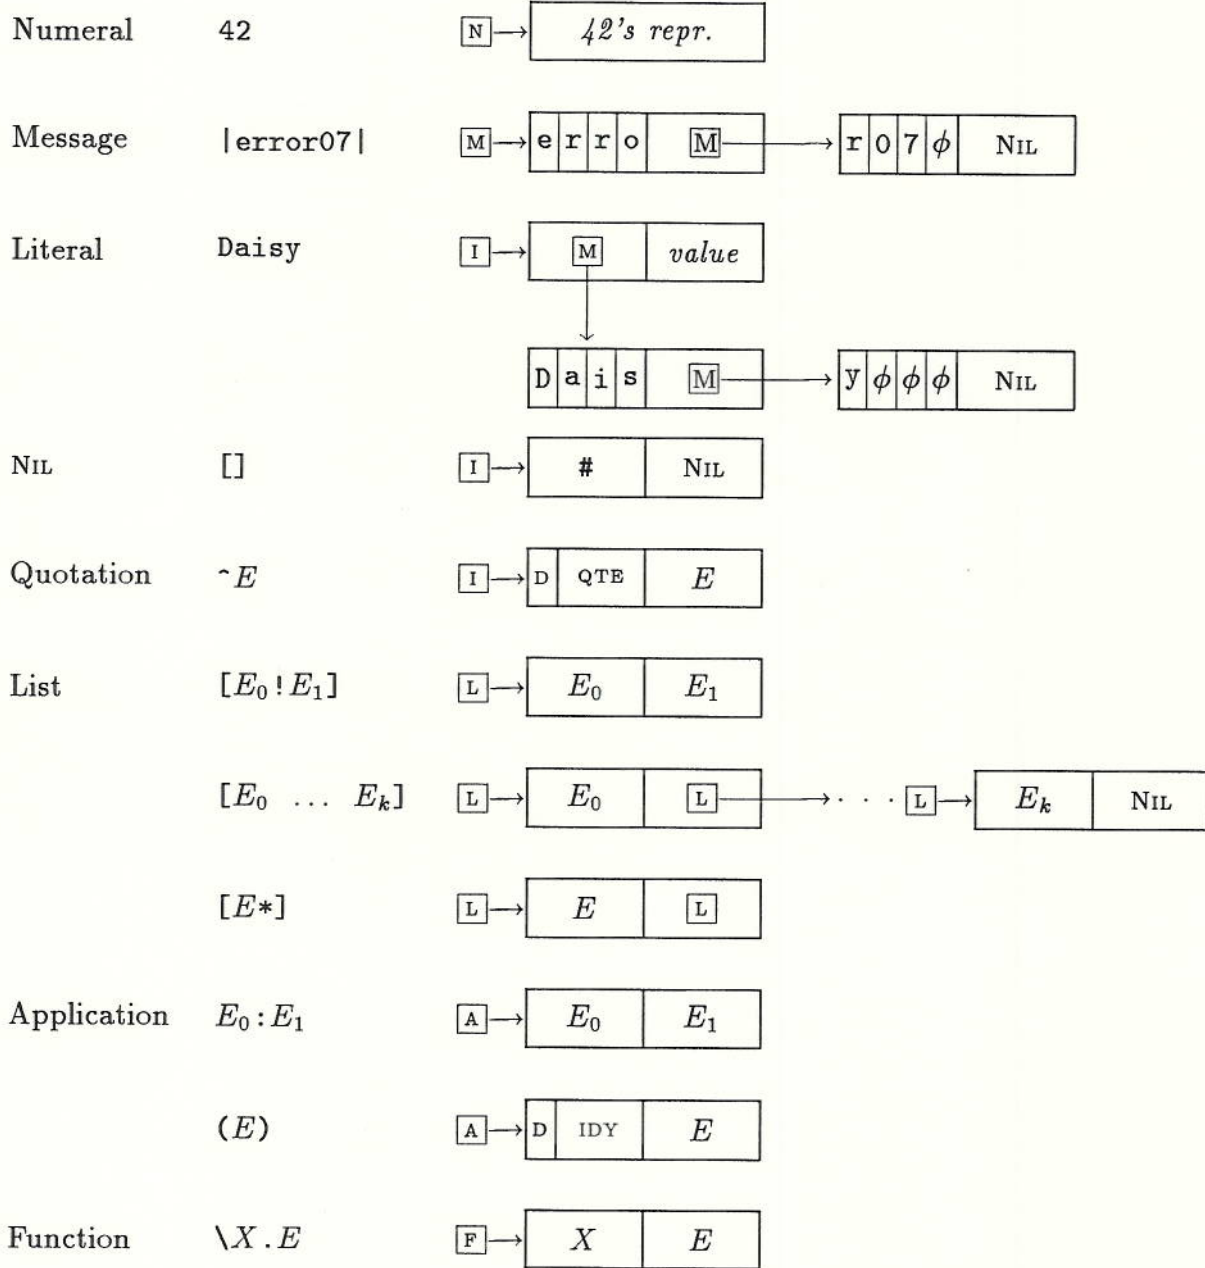 Numeral 42 N → 42's repr.
Message |error07| M → e r r o M → r 0 7 ϕ NIL
Literal Daisy I → M value
D a i s M → y ϕ ϕ ϕ NIL
NIL [] I → # NIL
Quotation ^E I → D QTE E
List [E₀!E₁] L → E₀ E₁
[E₀ ... Eₖ] L → E₀ L → · · · L → Eₖ NIL
[E*] L → E L
Application E₀:E₁ A → E₀ E₁
(E) A → D IDY E
Function \X.E F → X E